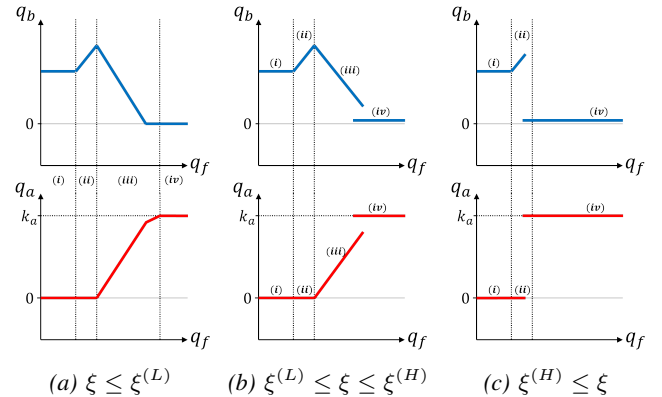 q_b
0
(i) (ii) (iii) (iv)
q_f
q_a
k_a
0
q_f
(a) ξ ≤ ξ^(L)
q_b
(ii)
(i)
(iii)
0
(iv)
q_f
q_a
k_a
(iv)
(iii)
(i) (ii)
0
q_f
(b) ξ^(L) ≤ ξ ≤ ξ^(H)
q_b
(ii)
(i)
(iv)
0
q_f
q_a
k_a
(iv)
(i) (ii)
0
q_f
(c) ξ^(H) ≤ ξ